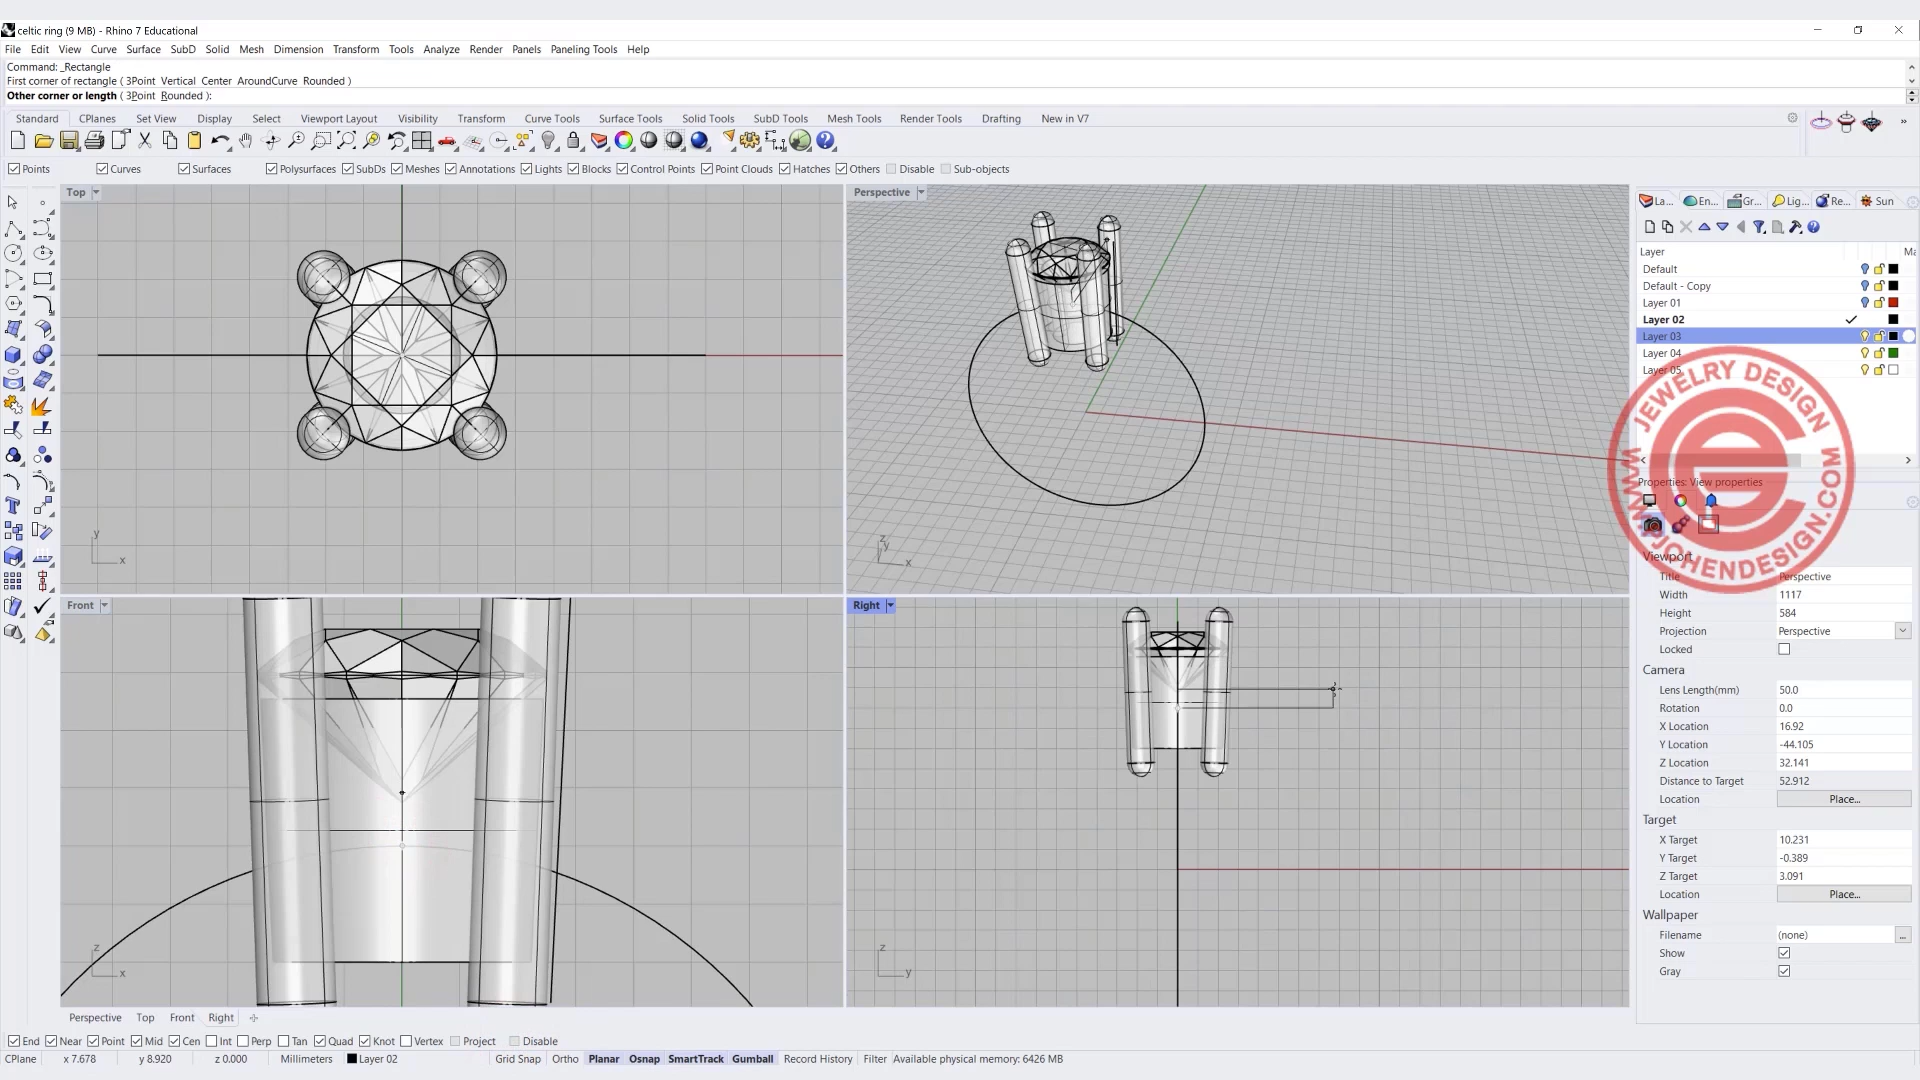 celtic ring (9 MB) - Rhino 7 Educational
File Edit View Curve Surface SubD Solid Mesh Dimension Transform Tools Analyze Render Panels Paneling Tools Help
Command: _Rectangle
First corner of rectangle ( 3Point Vertical Center AroundCurve Rounded )
Other corner or length ( 3Point Rounded ):
Standard CPlanes Set View Display Select Viewport Layout Visibility Transform Curve Tools Surface Tools Solid Tools SubD Tools Mesh Tools Render Tools Drafting New in V7
Points Curves Surfaces Polysurfaces SubDs Meshes Annotations Lights Blocks Control Points Point Clouds Hatches Others Disable Sub-objects
Top
Perspective
La... En... Gr... Lig... Re... Sun
Layer Ma
Default
Default - Copy
Layer 01
Layer 02
Layer 03
Layer 04
Layer 05
JEWELRY DESIGN
WWW.JOHENDESIGN.COM
Properties: View properties
Viewport
Title Perspective
Width 1117
Height 584
Projection Perspective
Locked
Camera
Lens Length(mm) 50.0
Rotation 0.0
X Location 16.92
Y Location -44.105
Z Location 32.141
Distance to Target 52.912
Location Place...
Target
X Target 10.231
Y Target -0.389
Z Target 3.091
Location Place...
Wallpaper
Filename (none) ...
Show
Gray
y
x
z
y
x
Front
Right
z
x
z
y
Perspective Top Front Right
End Near Point Mid Cen Int Perp Tan Quad Knot Vertex Project Disable
CPlane x 7.678 y 8.920 z 0.000 Millimeters Layer 02 Grid Snap Ortho Planar Osnap SmartTrack Gumball Record History Filter Available physical memory: 6426 MB